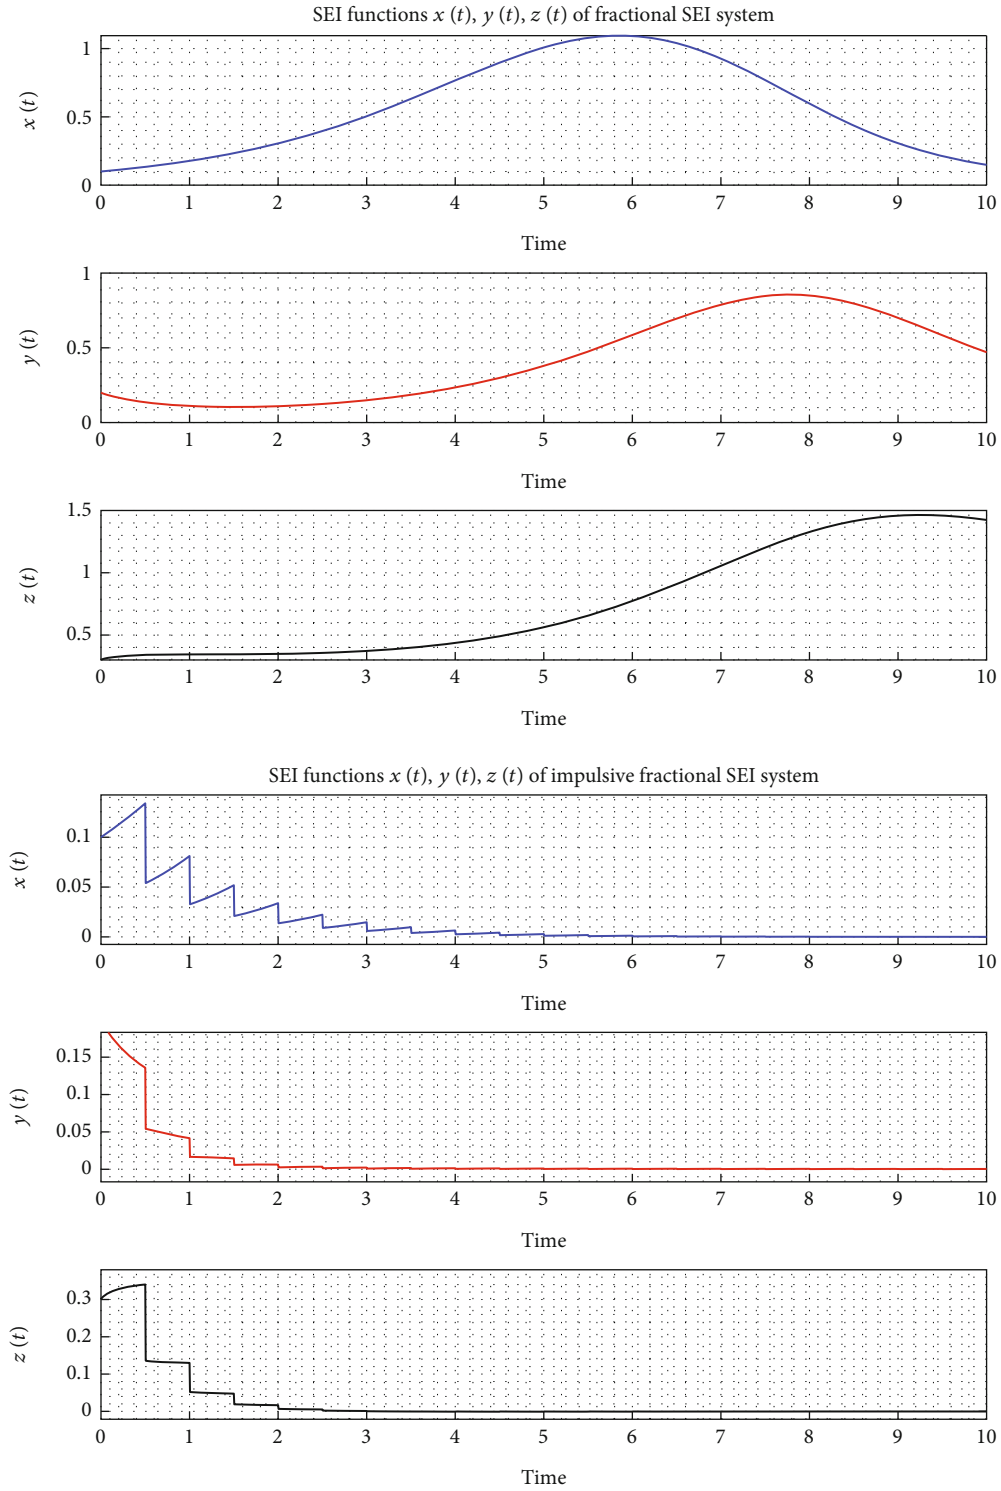 SEI functions x (t), y (t), z (t) of fractional SEI system
1
0.5
0
x (t)
0 1 2 3 4 5 6 7 8 9 10
Time
1
0.5
0
y (t)
0 1 2 3 4 5 6 7 8 9 10
Time
1.5
1
0.5
z (t)
0 1 2 3 4 5 6 7 8 9 10
Time
SEI functions x (t), y (t), z (t) of impulsive fractional SEI system
0.1
0.05
0
x (t)
0 1 2 3 4 5 6 7 8 9 10
Time
0.15
0.1
0.05
0
y (t)
0 1 2 3 4 5 6 7 8 9 10
Time
0.3
0.2
0.1
0
z (t)
0 1 2 3 4 5 6 7 8 9 10
Time